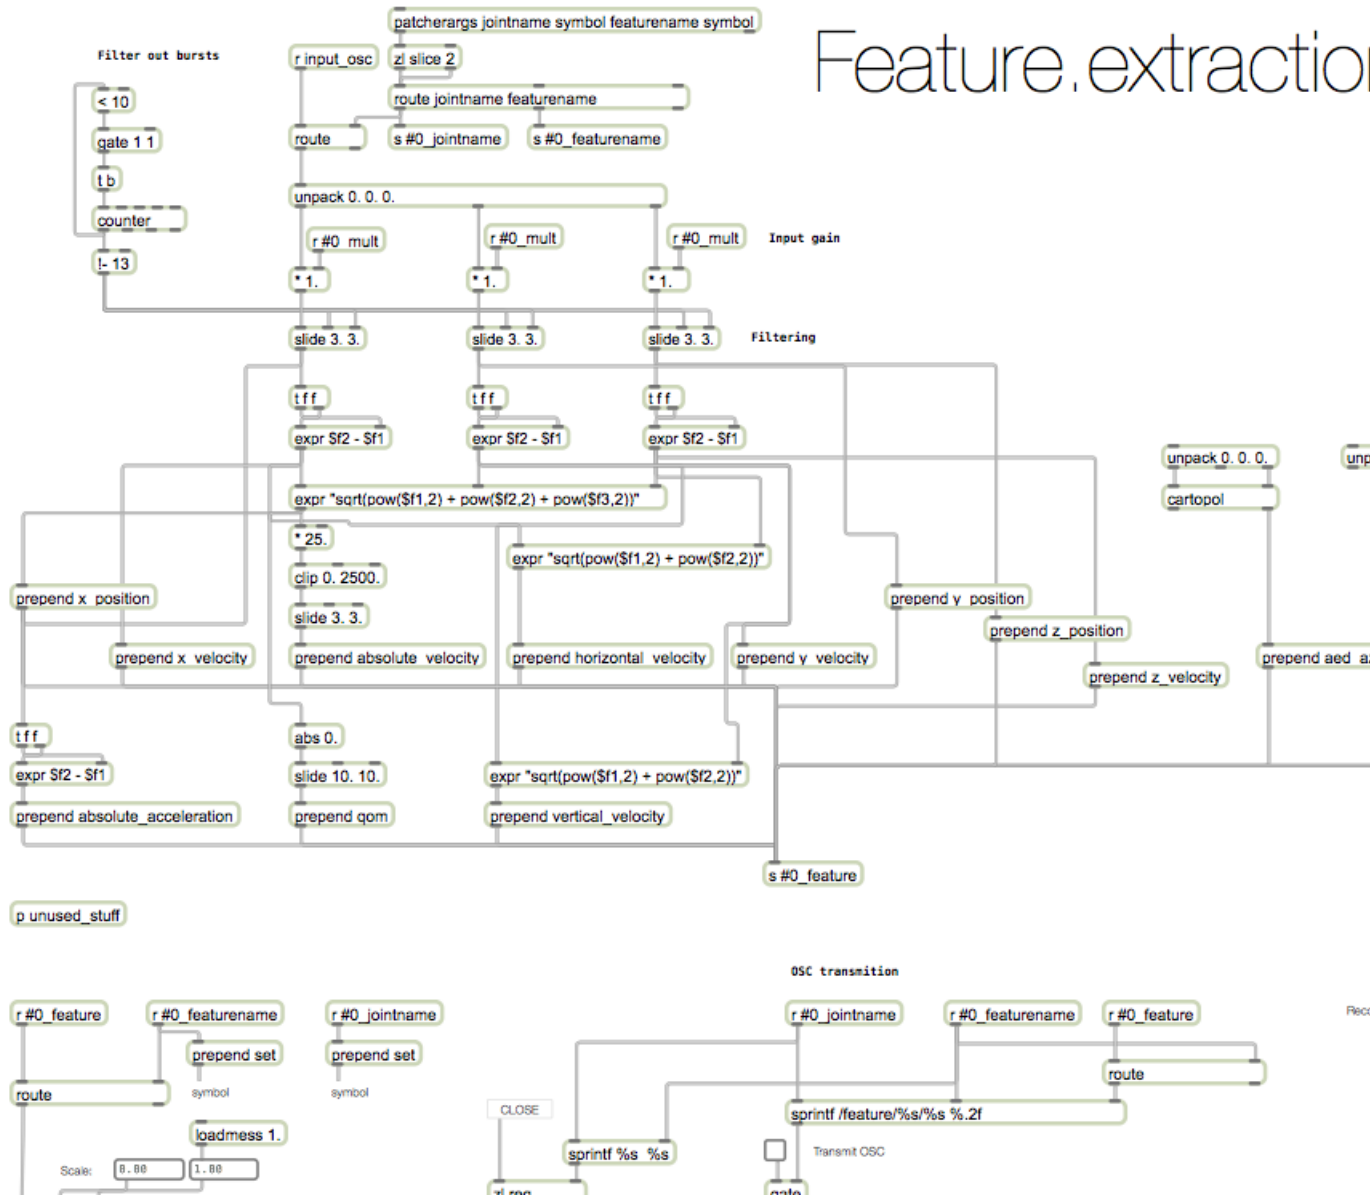 patcherargs jointname symbol featurename symbol
Feature.extractio
Filter out bursts
r input_osc
zl slice 2
< 10
route jointname featurename
gate 1 1
route
s #0_jointname
s #0_featurename
t b
unpack 0. 0. 0.
counter
r #0_mult
r #0_mult
r #0_mult
Input gain
!- 13
* 1.
* 1.
* 1.
slide 3. 3.
slide 3. 3.
slide 3. 3.
Filtering
t f f
t f f
t f f
expr $f2 - $f1
expr $f2 - $f1
expr $f2 - $f1
unpack 0. 0. 0.
unp
expr "sqrt(pow($f1,2) + pow($f2,2) + pow($f3,2))"
cartopol
* 25.
expr "sqrt(pow($f1,2) + pow($f2,2))"
clip 0. 2500.
prepend x_position
prepend y_position
slide 3. 3.
prepend z_position
prepend x_velocity
prepend absolute_velocity
prepend horizontal_velocity
prepend y_velocity
prepend aed_a
prepend z_velocity
t f f
abs 0.
expr $f2 - $f1
slide 10. 10.
expr "sqrt(pow($f1,2) + pow($f2,2))"
prepend absolute_acceleration
prepend qom
prepend vertical_velocity
s #0_feature
p unused_stuff
OSC transmition
r #0_feature
r #0_featurename
r #0_jointname
r #0_jointname
r #0_featurename
r #0_feature
Rec
prepend set
prepend set
route
route
symbol
symbol
CLOSE
sprintf /feature/%s/%s %.2f
loadmess 1.
sprintf %s_%s
Transmit OSC
Scale:
0.00
1.00
zl reg
gate